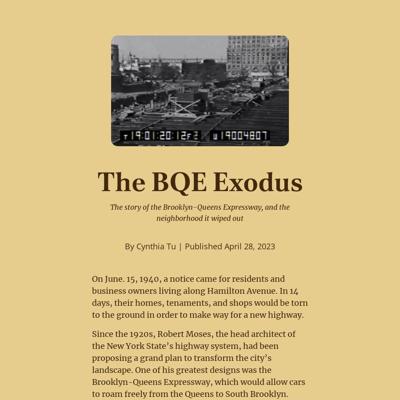 T 19:01:20:12F2 W19004807
The BQE Exodus
The story of the Brooklyn-Queens Expressway, and the
neighborhood it wiped out
By Cynthia Tu | Published April 28, 2023
On June. 15, 1940, a notice came for residents and
business owners living along Hamilton Avenue. In 14
days, their homes, tenaments, and shops would be torn
to the ground in order to make way for a new highway.
Since the 1920s, Robert Moses, the head architect of
the New York State's highway system, had been
proposing a grand plan to transform the city's
landscape. One of his greatest designs was the
Brooklyn-Queens Expressway, which would allow cars
to roam freely from the Queens to South Brooklyn.